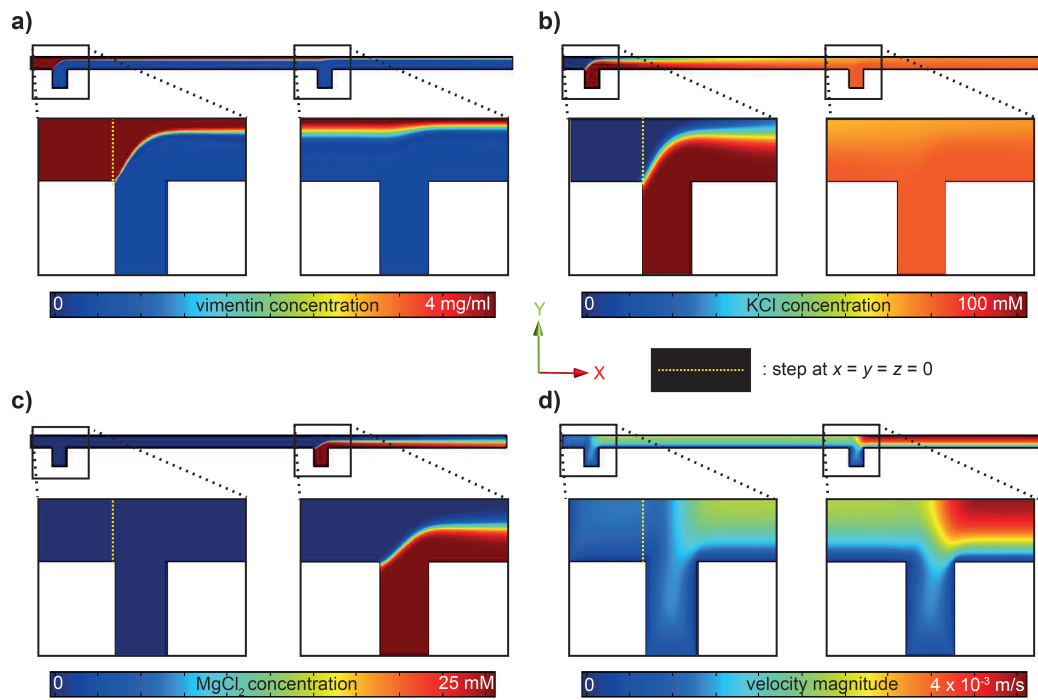 a)
b)
0 vimentin concentration 4 mg/ml
0 KCl concentration 100 mM
Y
X
: step at x = y = z = 0
c)
d)
0 MgCl₂ concentration 25 mM
0 velocity magnitude 4 x 10⁻³ m/s